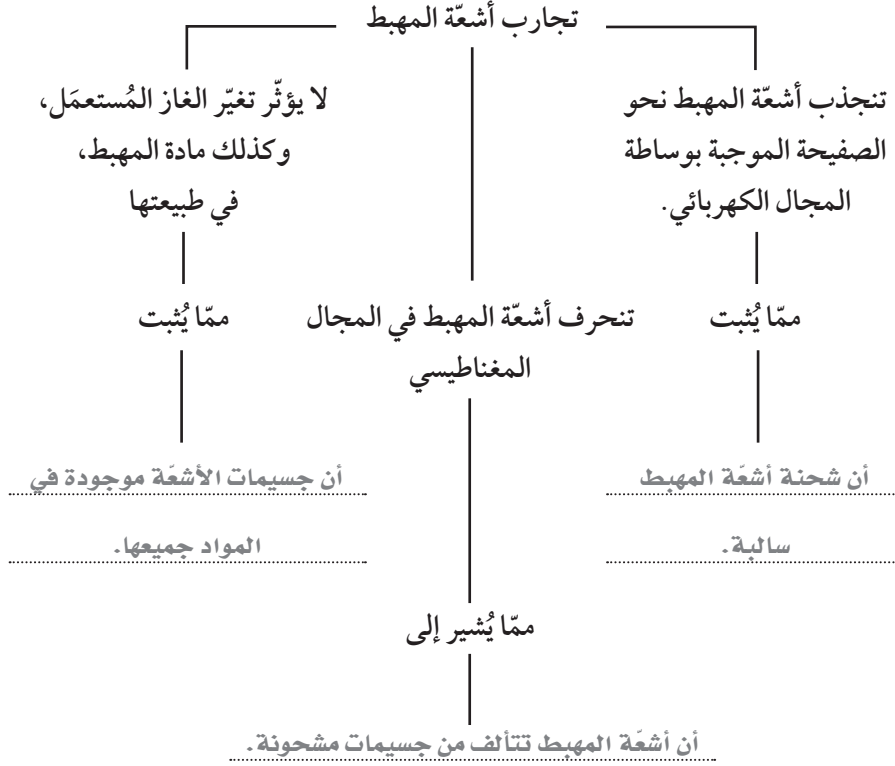 تجارب أشعّة المهبط
تنجذب أشعّة المهبط نحو
الصفيحة الموجبة بوساطة
المجال الكهربائي.
ممّا يُثبت
أن شحنة أشعّة المهبط
سالبة.
تنحرف أشعّة المهبط في المجال
المغناطيسي
ممّا يُشير إلى
أن أشعّة المهبط تتألف من جسيمات مشحونة.
لا يؤثّر تغيّر الغاز المُستعمَل،
وكذلك مادة المهبط،
في طبيعتها
ممّا يُثبت
أن جسيمات الأشعّة موجودة في
المواد جميعها.